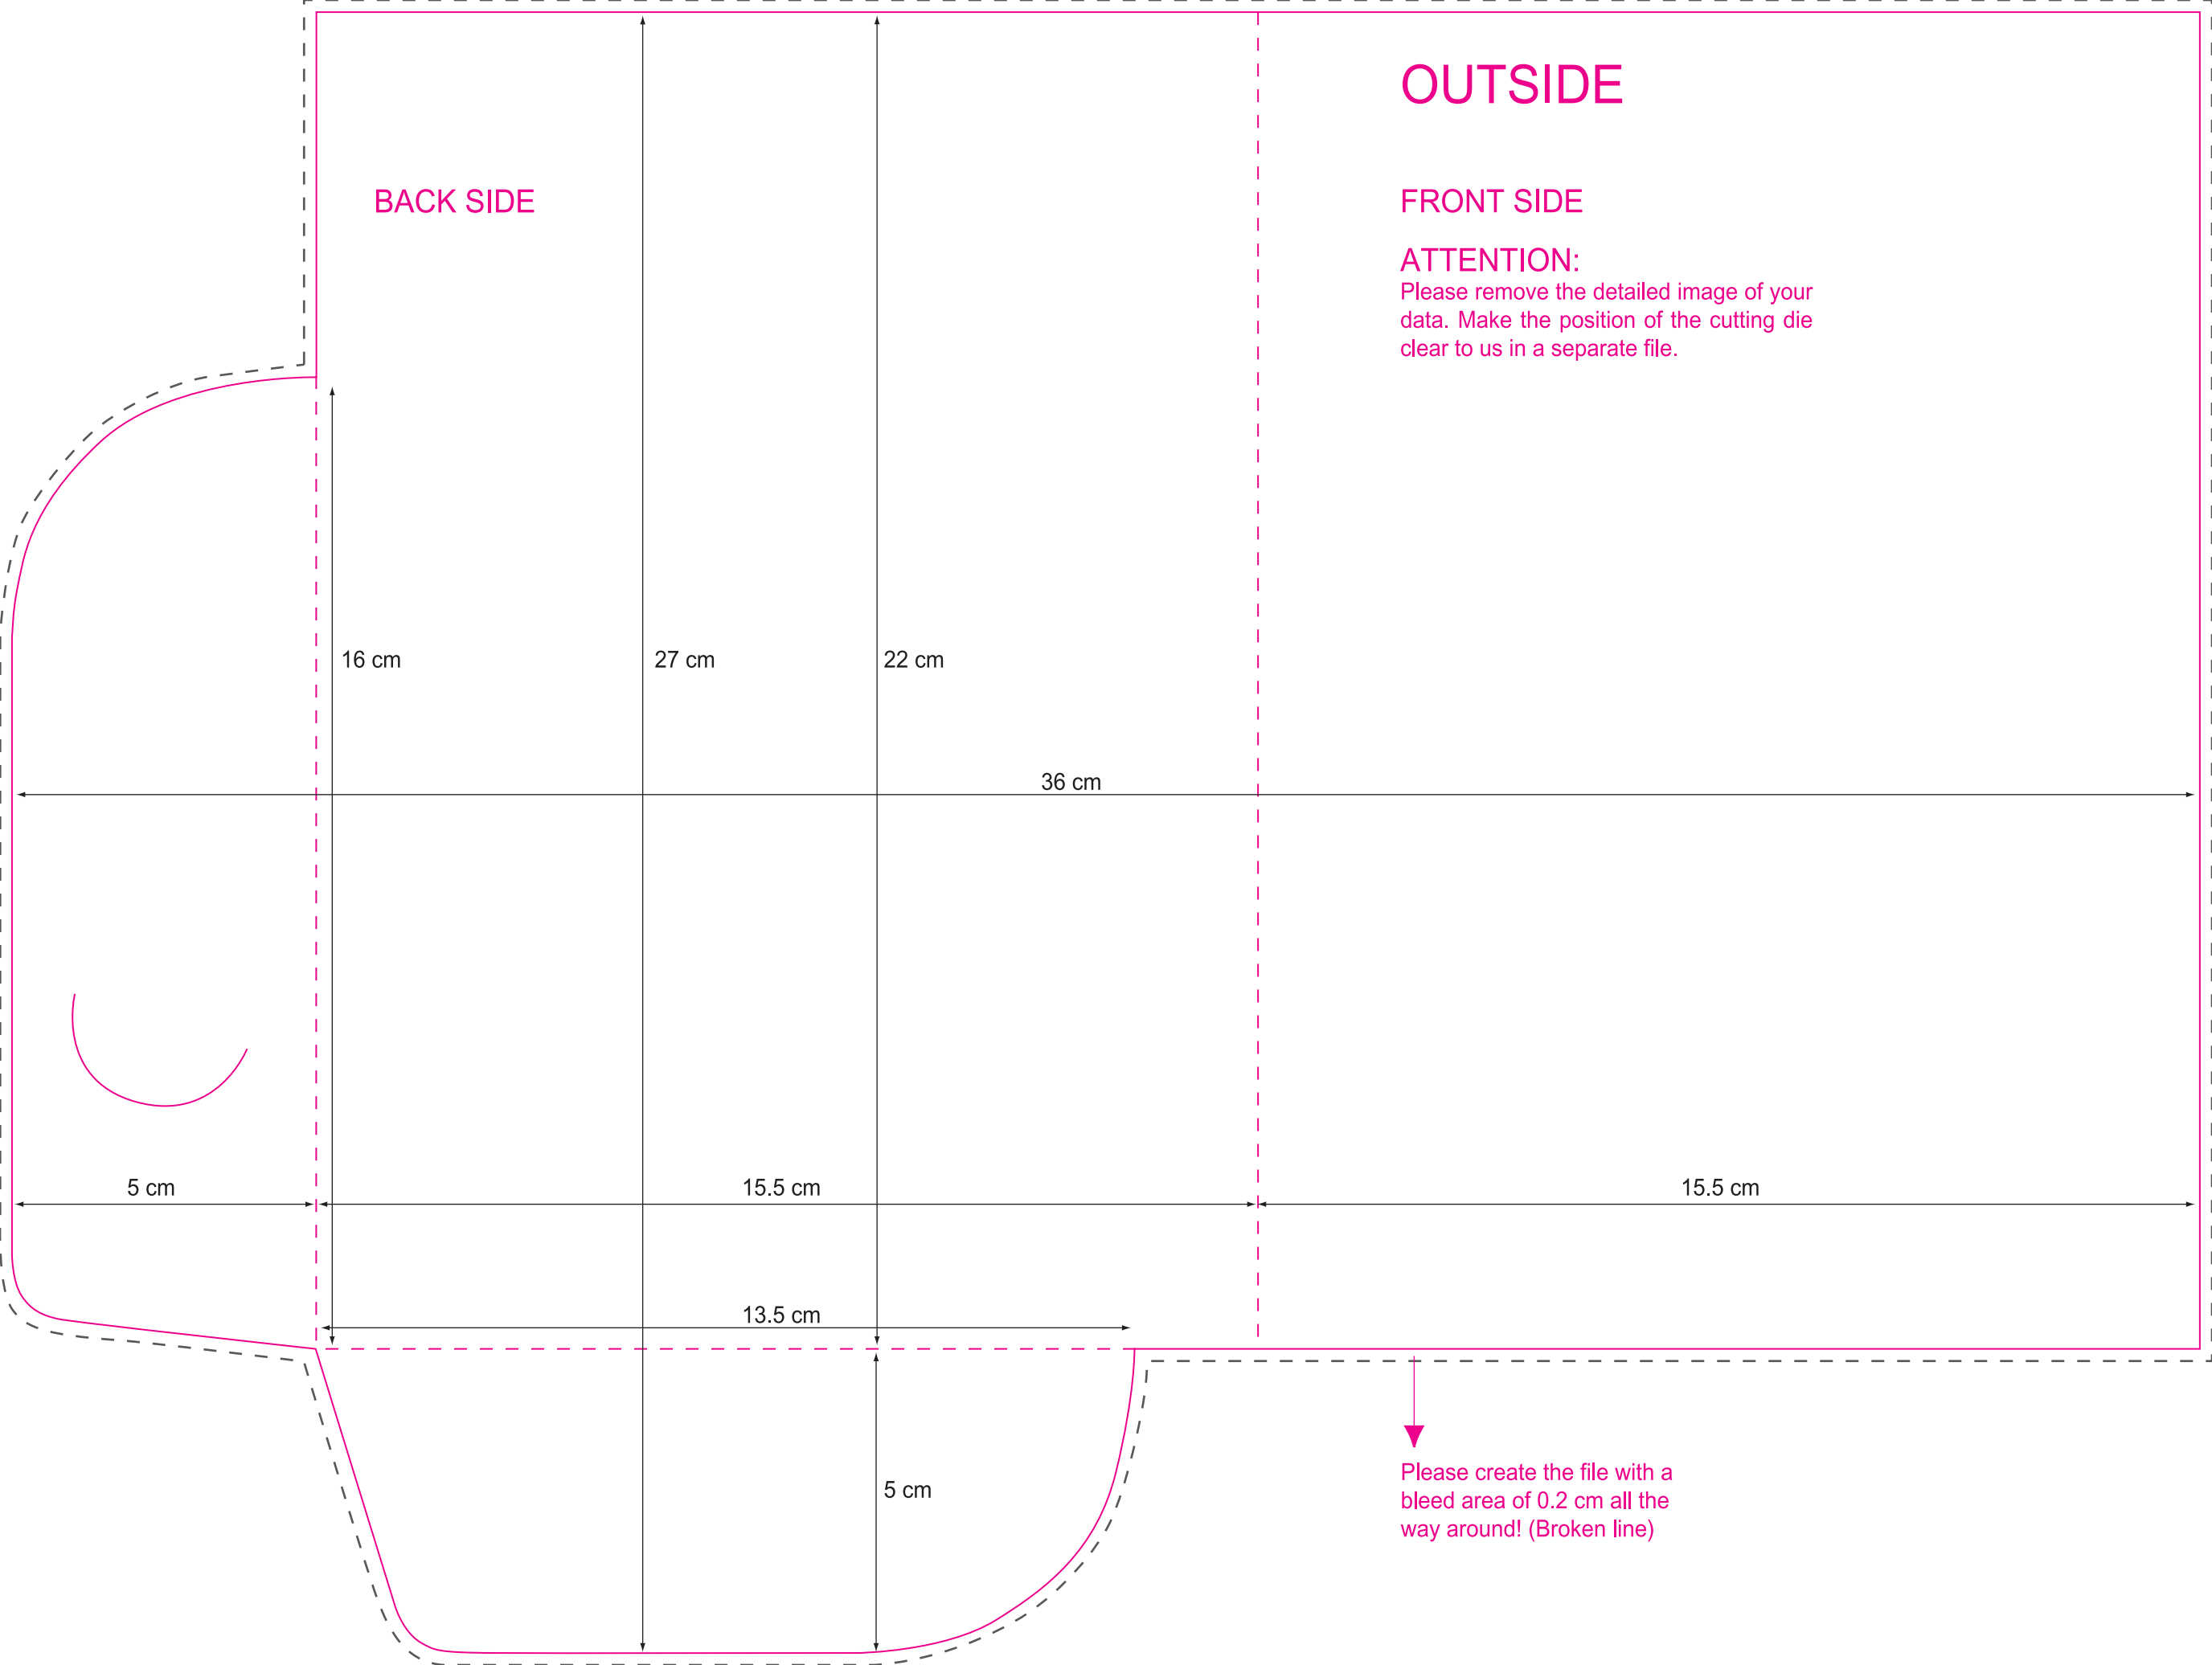 OUTSIDE
BACK SIDE
FRONT SIDE
ATTENTION:
Please remove the detailed image of your
data. Make the position of the cutting die
clear to us in a separate file.
16 cm
27 cm
22 cm
36 cm
5 cm
15.5 cm
15.5 cm
13.5 cm
5 cm
Please create the file with a
bleed area of 0.2 cm all the
way around! (Broken line)